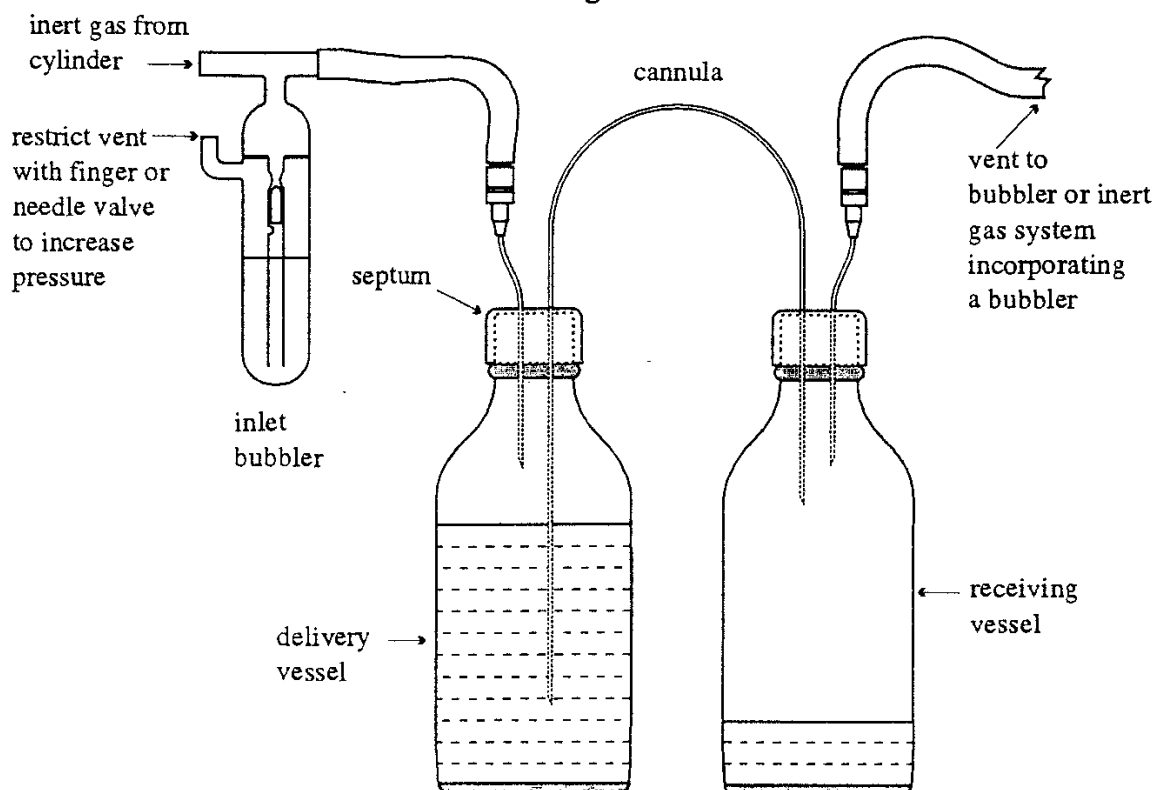 inert gas from
cylinder
restrict vent
with finger or
needle valve
to increase
pressure
inlet
bubbler
septum
cannula
vent to
bubbler or inert
gas system
incorporating
a bubbler
delivery
vessel
receiving
vessel